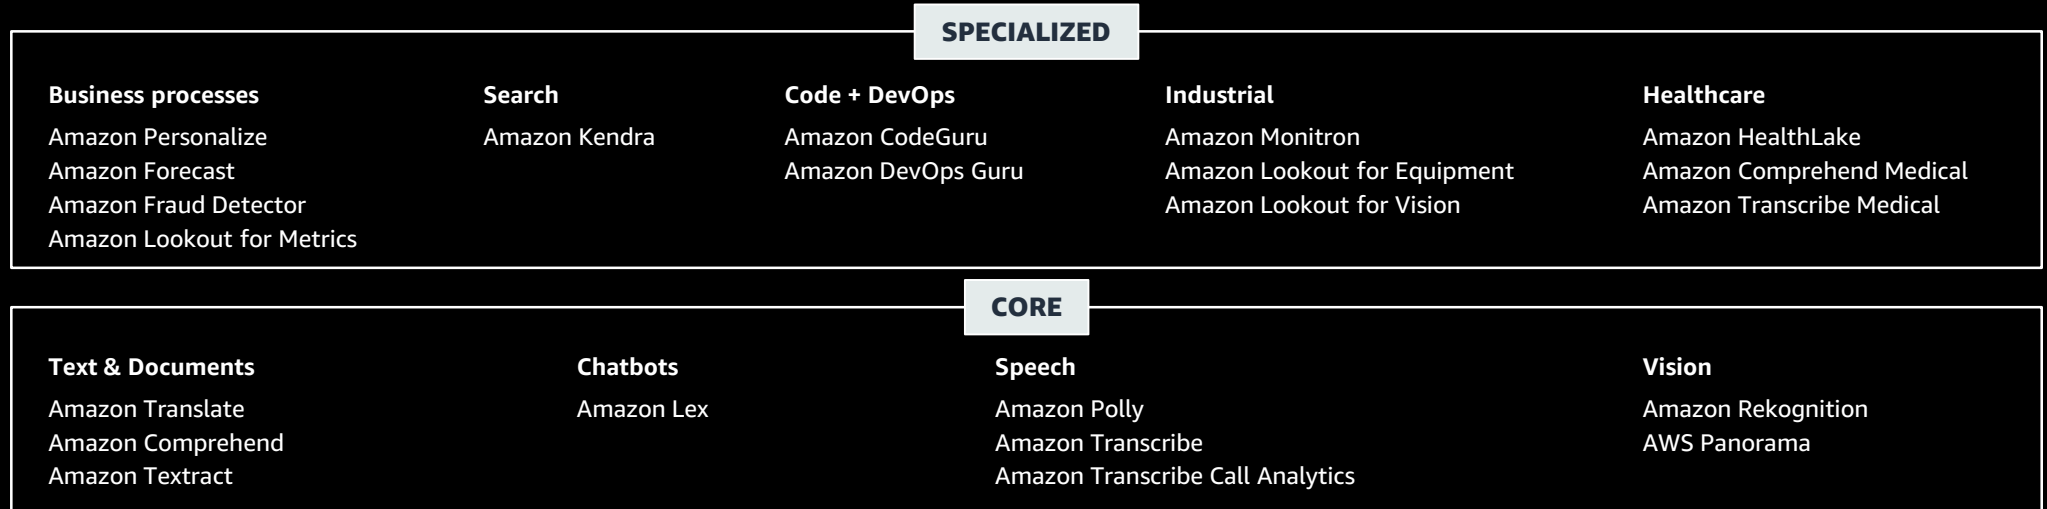 SPECIALIZED
Business processes
Amazon Personalize
Amazon Forecast
Amazon Fraud Detector
Amazon Lookout for Metrics
Search
Amazon Kendra
Code + DevOps
Amazon CodeGuru
Amazon DevOps Guru
Industrial
Amazon Monitron
Amazon Lookout for Equipment
Amazon Lookout for Vision
Healthcare
Amazon HealthLake
Amazon Comprehend Medical
Amazon Transcribe Medical
CORE
Text & Documents
Amazon Translate
Amazon Comprehend
Amazon Textract
Chatbots
Amazon Lex
Speech
Amazon Polly
Amazon Transcribe
Amazon Transcribe Call Analytics
Vision
Amazon Rekognition
AWS Panorama